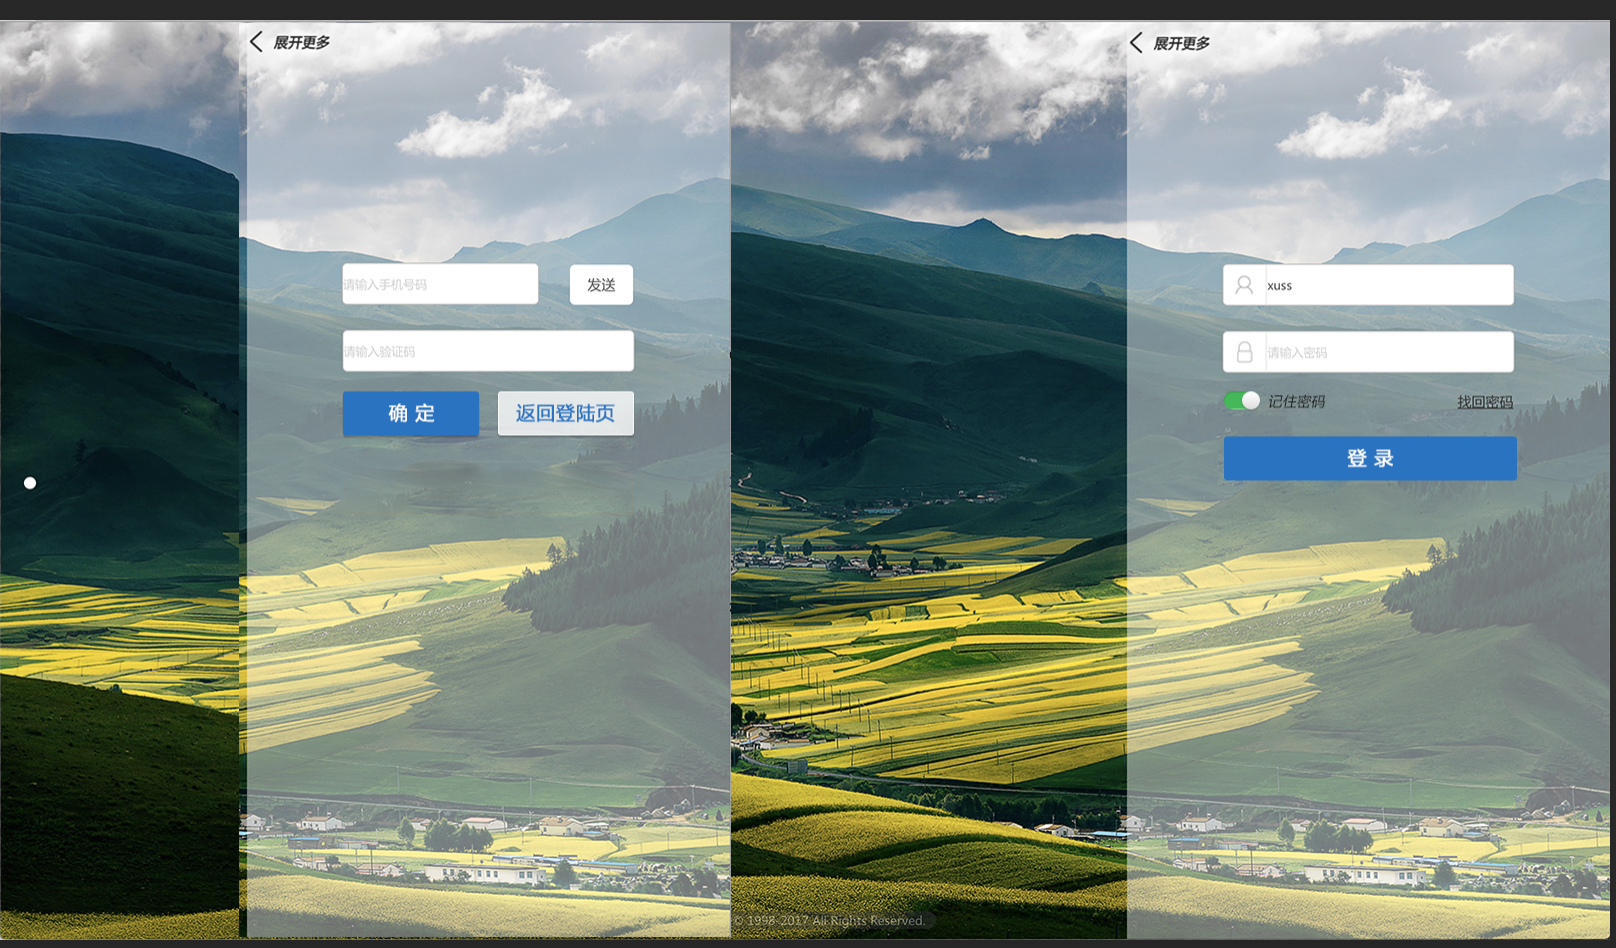 展开更多
请输入手机号码
发送
请输入验证码
确 定
返回登陆页
展开更多
xuss
请输入密码
记住密码
找回密码
登 录
© 1998-2017 All Rights Reserved.